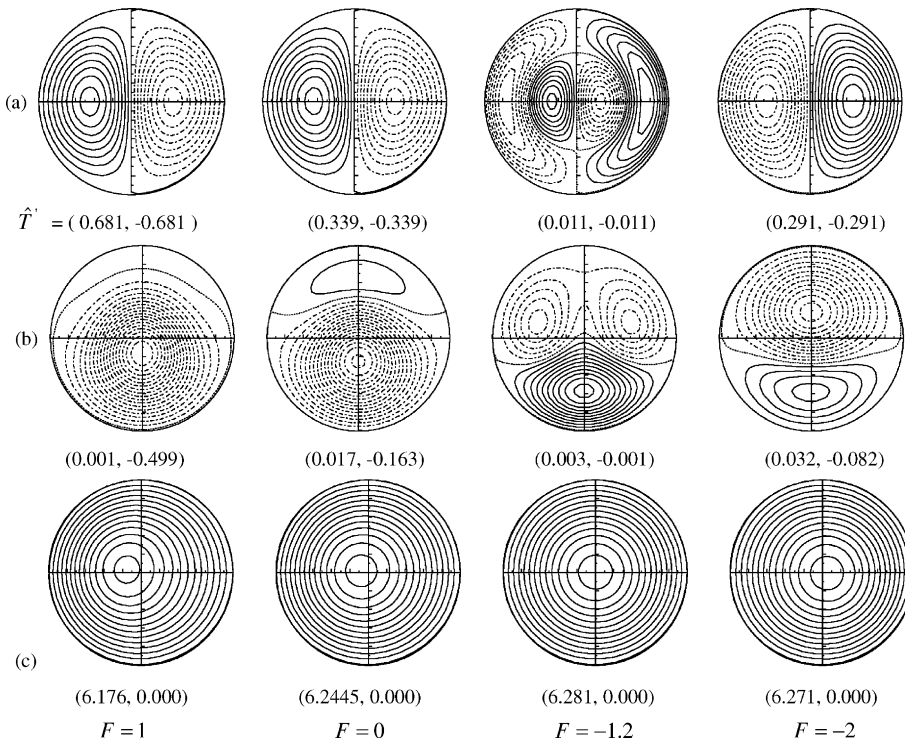 (a)
T̂' = ( 0.681, -0.681 ) (0.339, -0.339) (0.011, -0.011) (0.291, -0.291)
(b)
(0.001, -0.499) (0.017, -0.163) (0.003, -0.001) (0.032, -0.082)
(c)
(6.176, 0.000) (6.2445, 0.000) (6.281, 0.000) (6.271, 0.000)
F = 1 F = 0 F = −1.2 F = −2